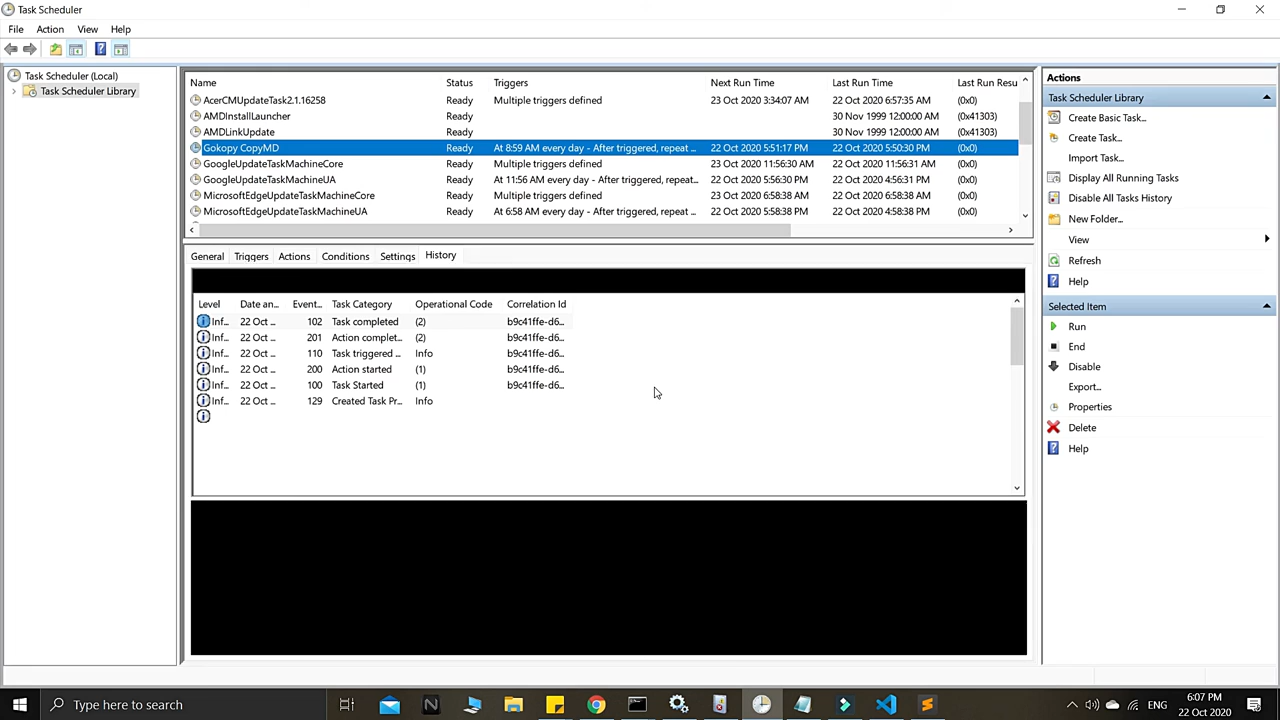 Task Scheduler
File Action View Help
Task Scheduler (Local)
Task Scheduler Library
Name Status Triggers Next Run Time Last Run Time Last Run Resu
AcerCMUpdateTask2.1.16258 Ready Multiple triggers defined 23 Oct 2020 3:34:07 AM 22 Oct 2020 6:57:35 AM (0x0)
AMDInstallLauncher Ready 30 Nov 1999 12:00:00 AM (0x41303)
AMDLinkUpdate Ready 30 Nov 1999 12:00:00 AM (0x41303)
Gokopy CopyMD Ready At 8:59 AM every day - After triggered, repeat ... 22 Oct 2020 5:51:17 PM 22 Oct 2020 5:50:30 PM (0x0)
GoogleUpdateTaskMachineCore Ready Multiple triggers defined 23 Oct 2020 11:56:30 AM 22 Oct 2020 11:56:31 AM (0x0)
GoogleUpdateTaskMachineUA Ready At 11:56 AM every day - After triggered, repeat... 22 Oct 2020 5:56:30 PM 22 Oct 2020 4:56:31 PM (0x0)
MicrosoftEdgeUpdateTaskMachineCore Ready Multiple triggers defined 23 Oct 2020 6:58:38 AM 22 Oct 2020 6:58:38 AM (0x0)
MicrosoftEdgeUpdateTaskMachineUA Ready At 6:58 AM every day - After triggered, repeat ... 22 Oct 2020 5:58:38 PM 22 Oct 2020 4:58:38 PM (0x0)
General Triggers Actions Conditions Settings History
Level Date an... Event... Task Category Operational Code Correlation Id
Inf... 22 Oct ... 102 Task completed (2) b9c41ffe-d6...
Inf... 22 Oct ... 201 Action complet... (2) b9c41ffe-d6...
Inf... 22 Oct ... 110 Task triggered ... Info b9c41ffe-d6...
Inf... 22 Oct ... 200 Action started (1) b9c41ffe-d6...
Inf... 22 Oct ... 100 Task Started (1) b9c41ffe-d6...
Inf... 22 Oct ... 129 Created Task Pr... Info
Actions
Task Scheduler Library
Create Basic Task...
Create Task...
Import Task...
Display All Running Tasks
Disable All Tasks History
New Folder...
View
Refresh
Help
Selected Item
Run
End
Disable
Export...
Properties
Delete
Help
Type here to search
ENG
6:07 PM
22 Oct 2020